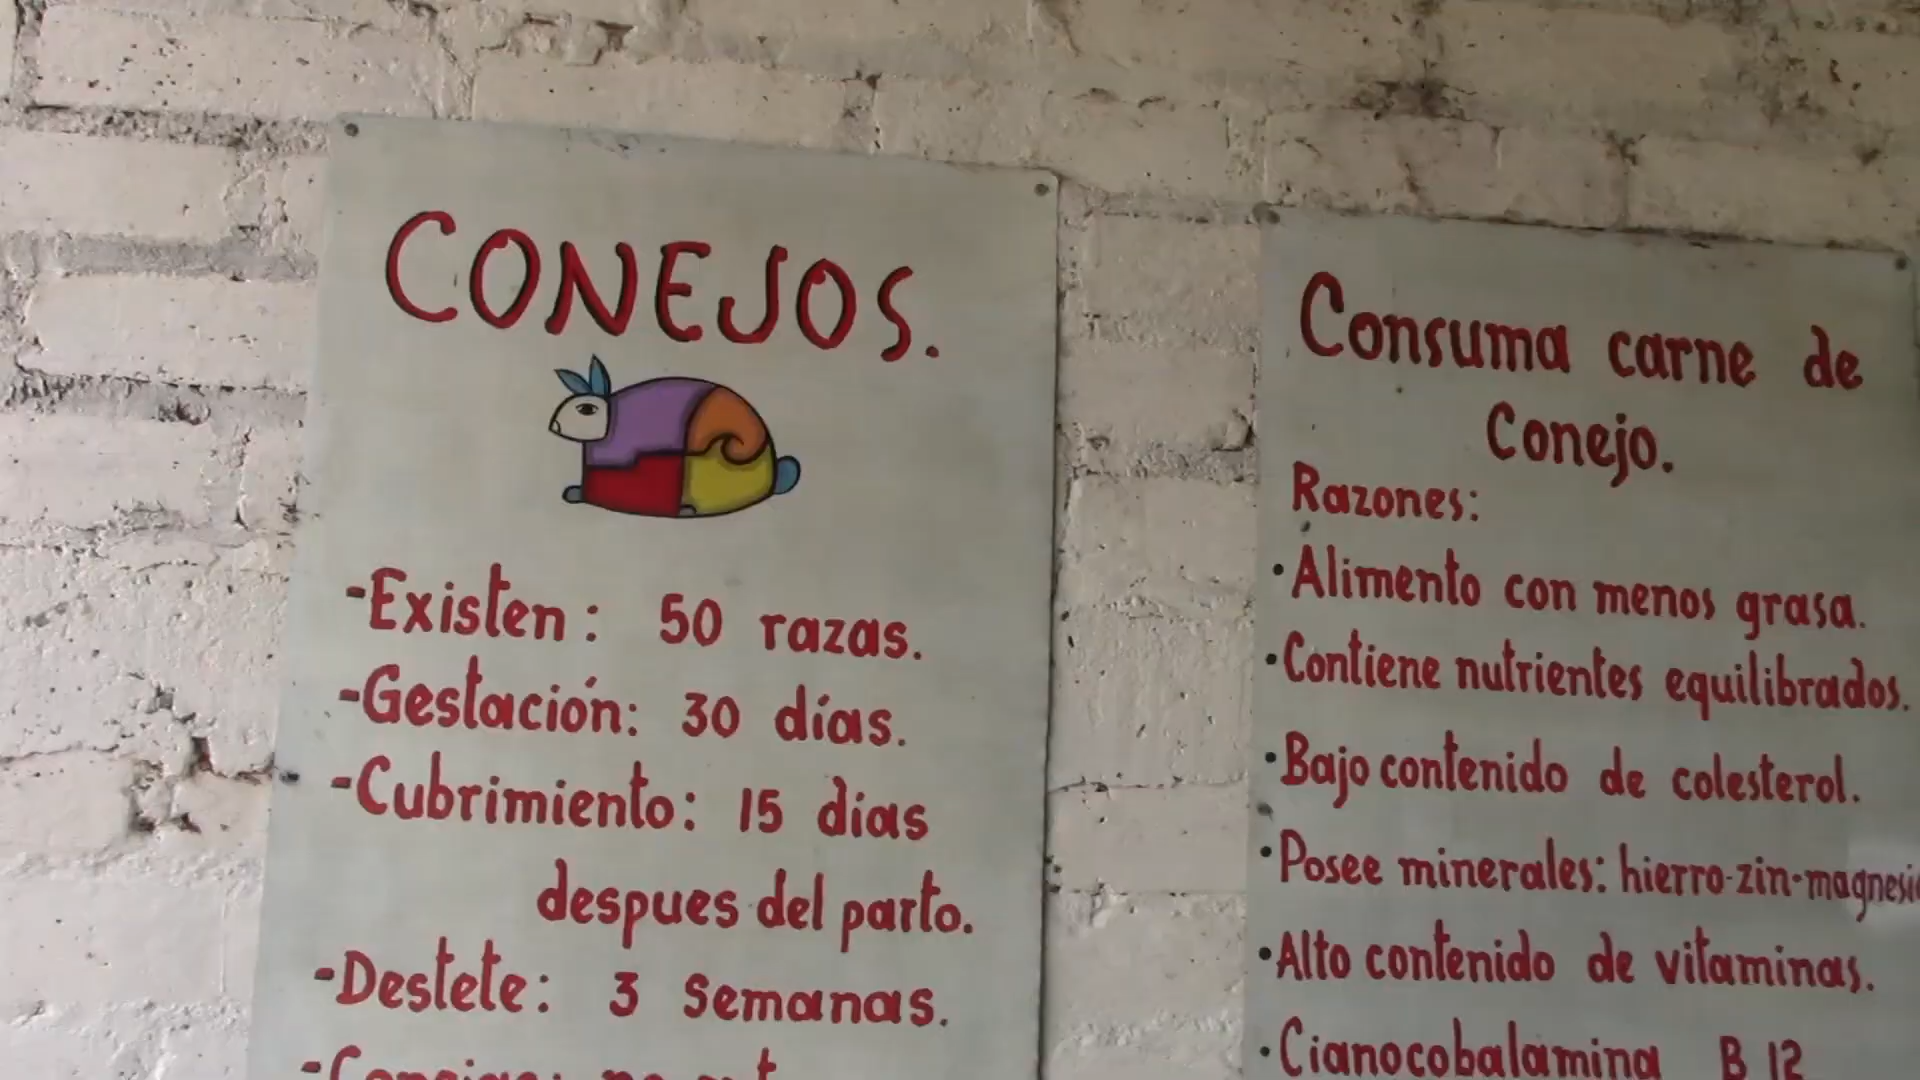 CONEJOS.
-Existen: 50 razas.
-Gestación: 30 días.
-Cubrimiento: 15 días
despues del parto.
-Destete: 3 semanas.
Consuma carne de
Conejo.
Razones:
·Alimento con menos grasa.
·Contiene nutrientes equilibrados.
·Bajo contenido de colesterol.
·Posee minerales: hierro-zin-magnesio
·Alto contenido de vitaminas.
·Cianocobalamina B 12